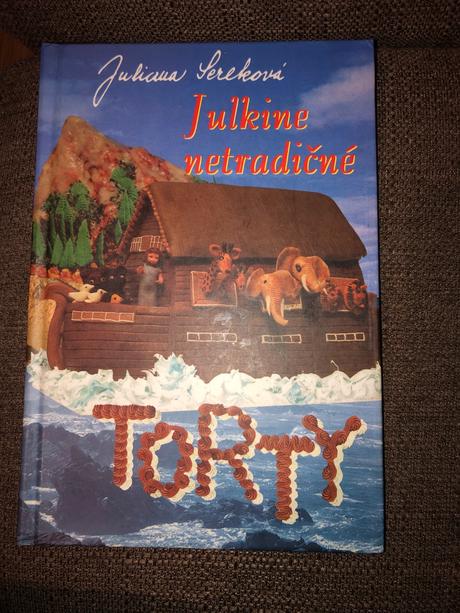 Juliana Sereková
Julkine
netradičné
TORTY